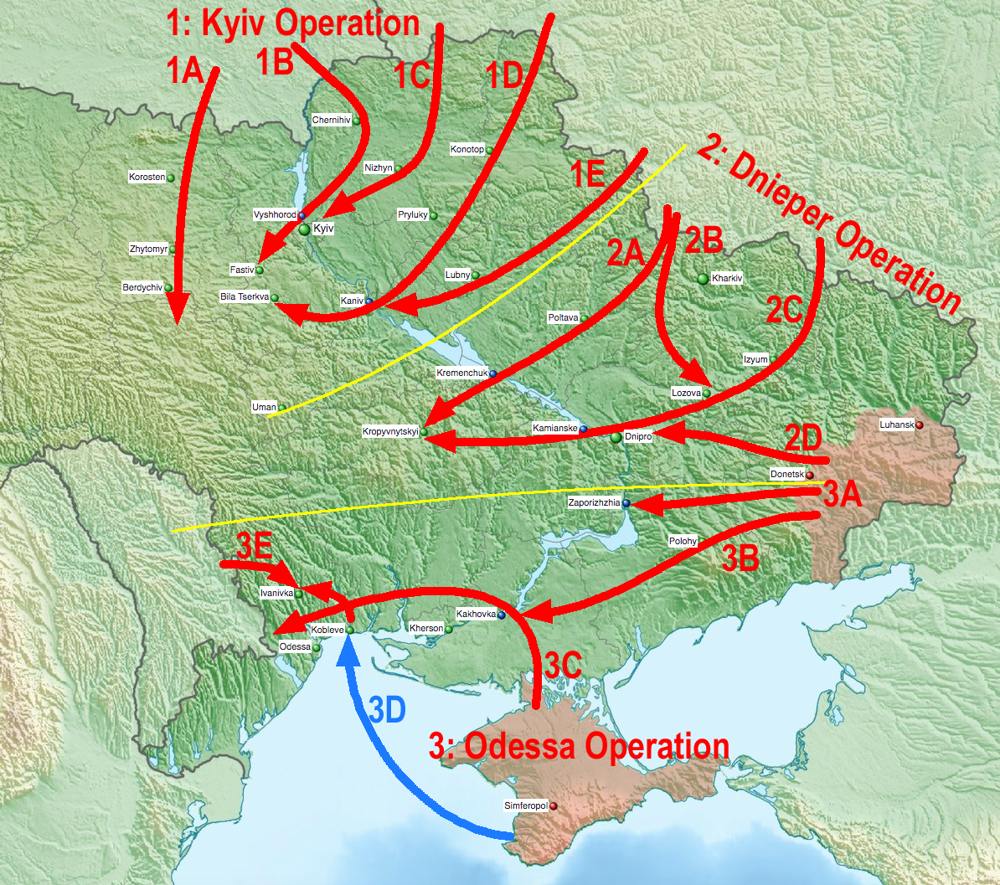 1: Kyiv Operation
1A
1B
1C
1D
Chernihiv
Konotop
2: Dnieper Operation
Korosten
Nizhyn
1E
Vyshhorod
Kyiv
Pryluky
Zhytomyr
2A
2B
Fastiv
Lubny
Kharkiv
Berdychiv
Bila Tserkva
Kaniv
2C
Poltava
Izyum
Kremenchuk
Lozova
Uman
Kropyvnytskyi
Kamianske
Dnipro
2D
Luhansk
Donetsk
3A
Zaporizhzhia
3E
Polohy
3B
Ivanivka
Kakhovka
Kobleve
Kherson
Odessa
3C
3D
3: Odessa Operation
Simferopol